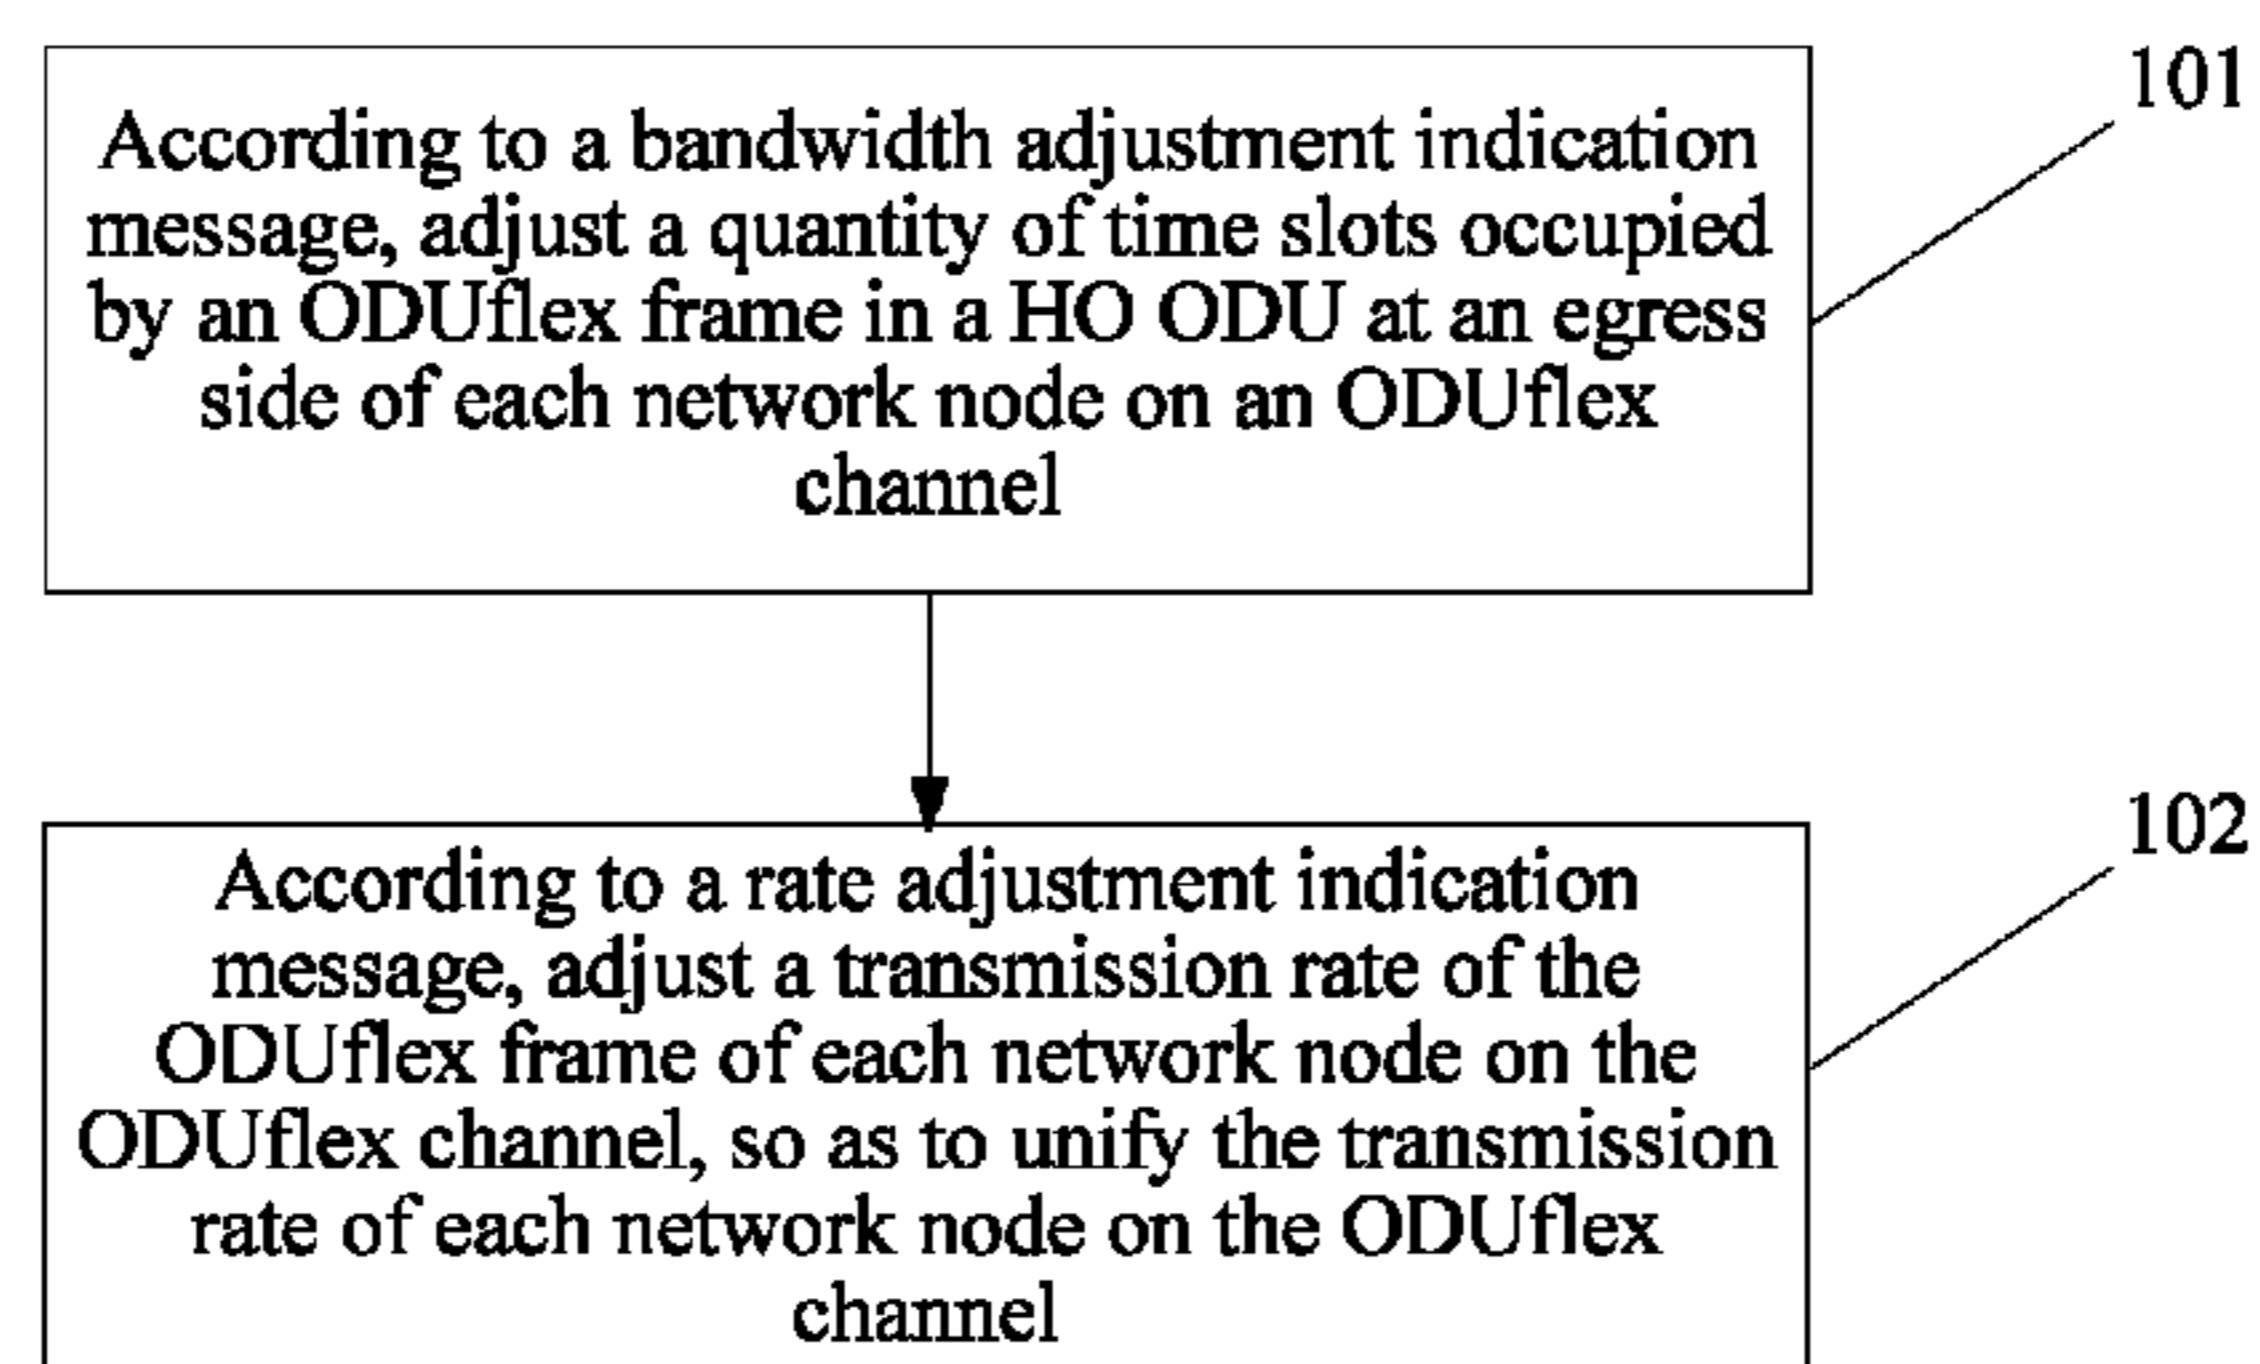 101
According to a bandwidth adjustment indication
message, adjust a quantity of time slots occupied
by an ODUflex frame in a HO ODU at an egress
side of each network node on an ODUflex
channel
102
According to a rate adjustment indication
message, adjust a transmission rate of the
ODUflex frame of each network node on the
ODUflex channel, so as to unify the transmission
rate of each network node on the ODUflex
channel